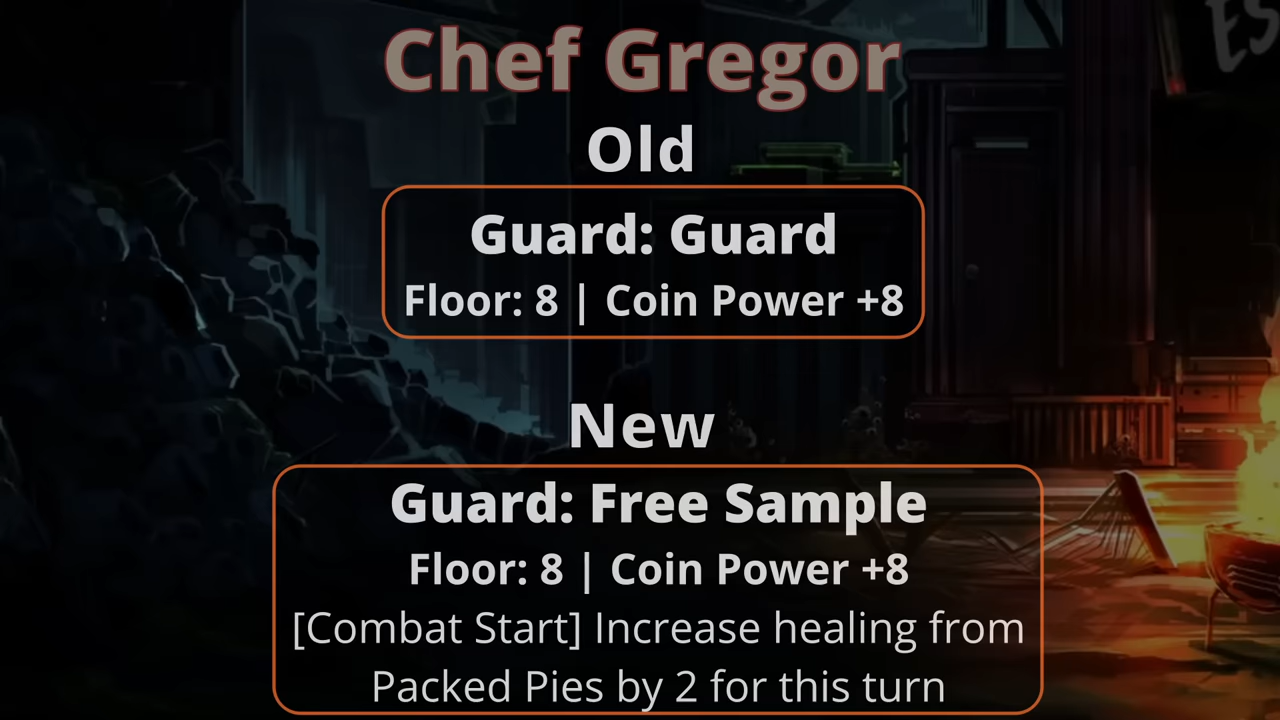 ES
Chef Gregor
Old
Guard: Guard
Floor: 8 | Coin Power +8
New
Guard: Free Sample
Floor: 8 | Coin Power +8
[Combat Start] Increase healing from
Packed Pies by 2 for this turn